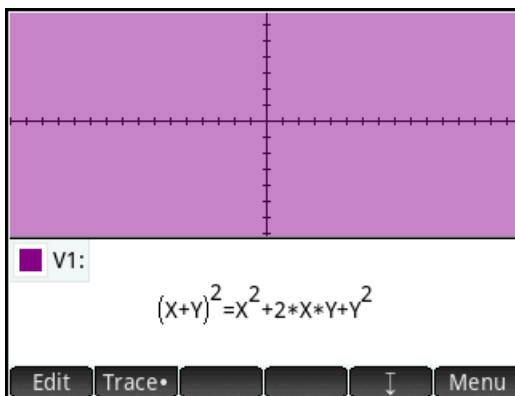 V1:
(X+Y)²=X²+2*X*Y+Y²
Edit Trace• Menu